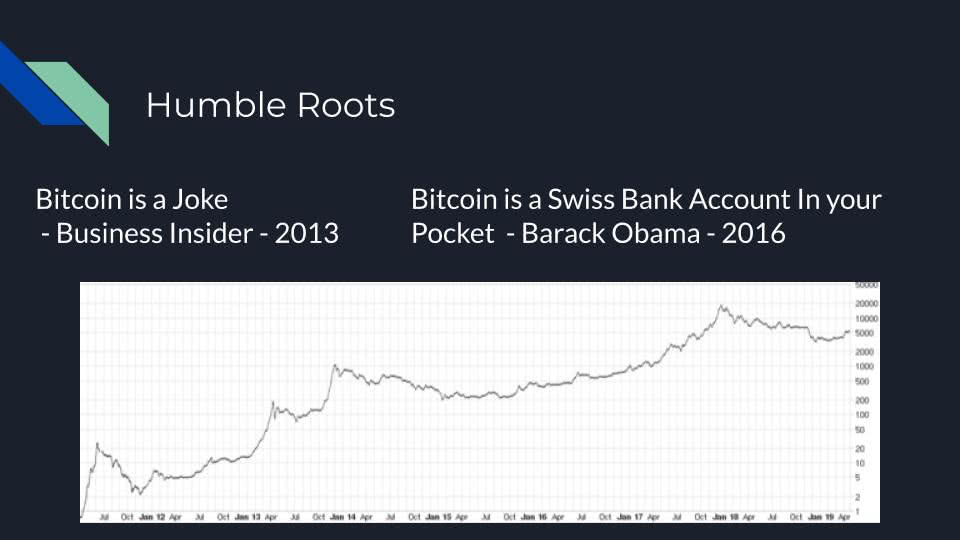 Humble Roots
Bitcoin is a Joke
- Business Insider - 2013
Bitcoin is a Swiss Bank Account In your
Pocket - Barack Obama - 2016
50000
20000
10000
5000
2000
1000
500
200
100
50
20
10
5
2
1
Jul Oct Jan 12 Apr Jul Oct Jan 13 Apr Jul Oct Jan 14 Apr Jul Oct Jan 15 Apr Jul Oct Jan 16 Apr Jul Oct Jan 17 Apr Jul Oct Jan 18 Apr Jul Oct Jan 19 Apr